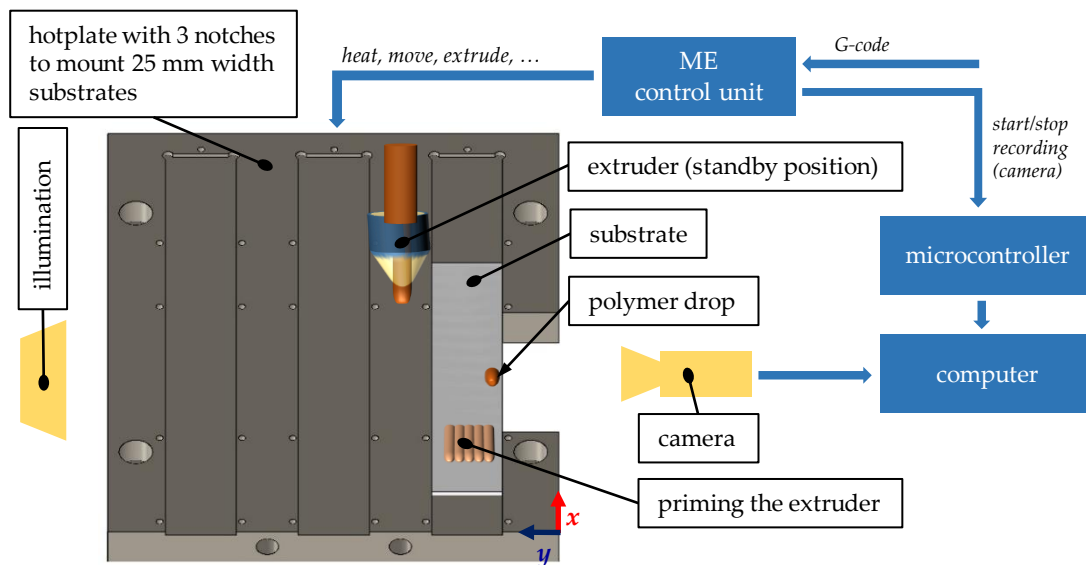 hotplate with 3 notches
to mount 25 mm width
substrates
heat, move, extrude, …
ME
control unit
G-code
start/stop
recording
(camera)
illumination
extruder (standby position)
substrate
polymer drop
microcontroller
computer
camera
priming the extruder
x
y